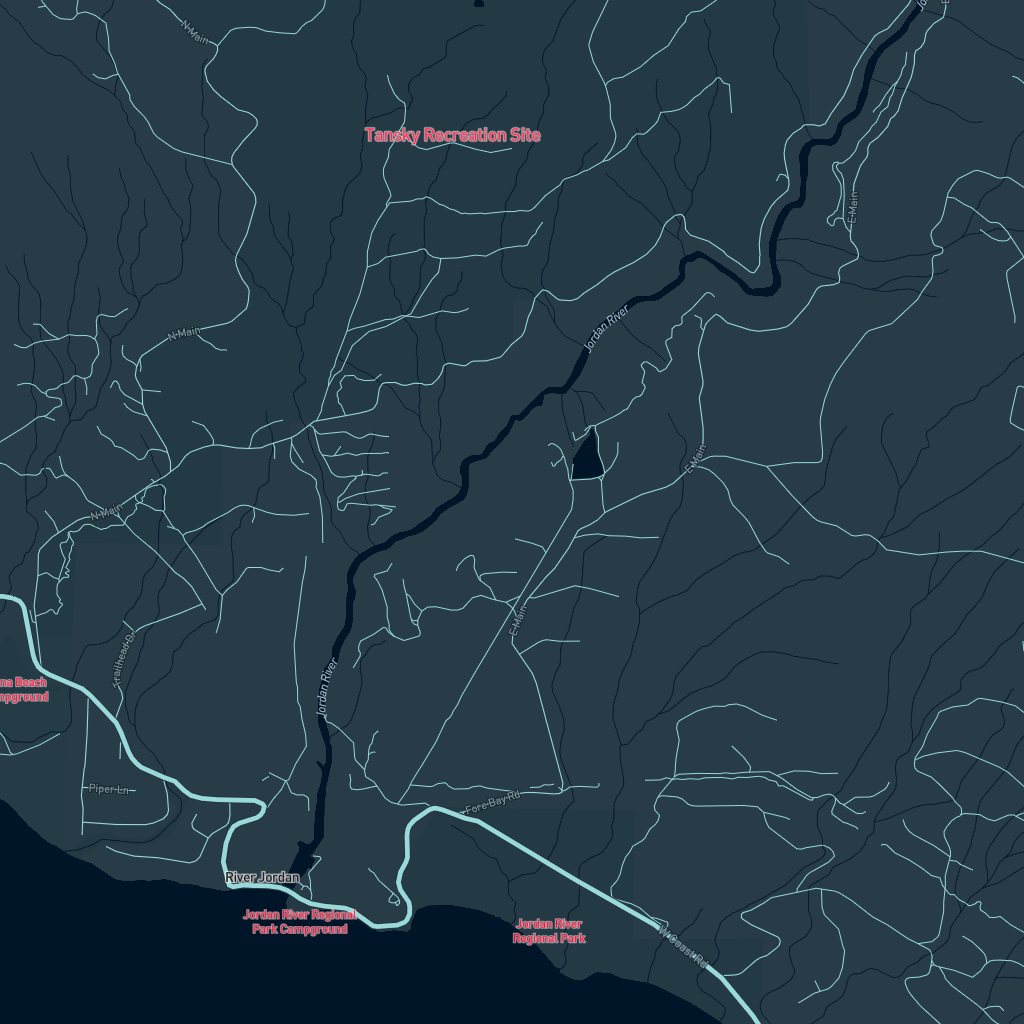 N Main
Tansky Recreation Site
E Main
Jordan River
N Main
E Main
N Main
E Main
Trailhead Dr
Jordan River
Piper Ln
Fore Bay Rd
River Jordan
Jordan River Regional
Park Campground
Jordan River
Regional Park
W Coast Rd